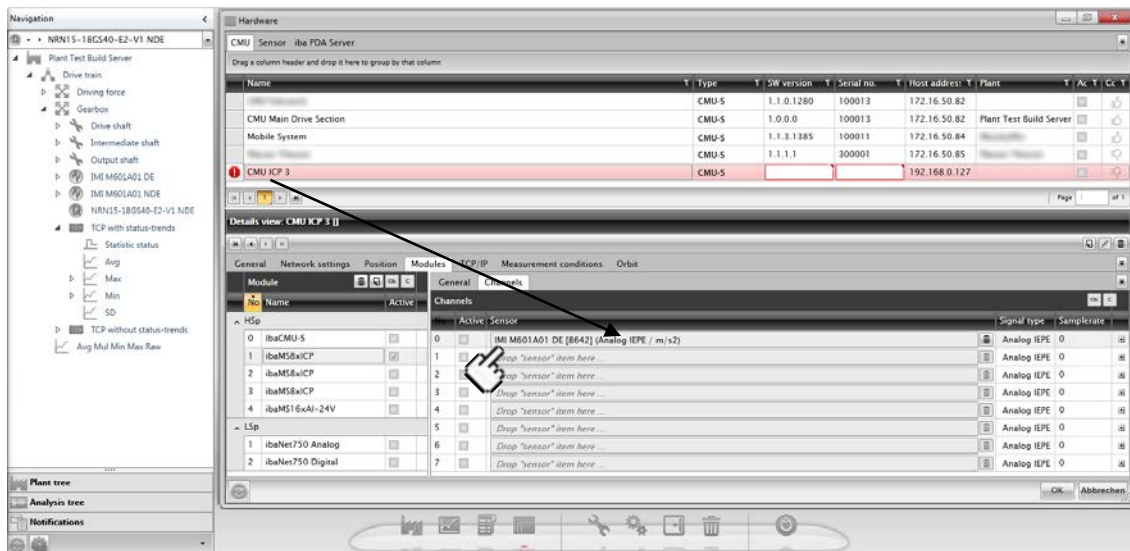 Navigation
NRN15-18GS40-E2-V1 NDE
Plant Test Build Server
Drive train
Driving force
Gearbox
Drive shaft
Intermediate shaft
Output shaft
IMI M601A01 DE
IMI M601A01 NDE
NRN15-18GS40-E2-V1 NDE
TCP with status-trends
Statistic status
Avg
Max
Min
SD
TCP without status-trends
Avg Mul Min Max Raw
Plant tree
Analysis tree
Notifications
Hardware
CMU Sensor iba PDA Server
Drag a column header and drop it here to group by that column
Name Type SW version Serial no. Host address Plant Ac Cc
CMU-S 1.1.0.1280 100013 172.16.50.82
CMU Main Drive Section CMU-S 1.0.0.0 100013 172.16.50.82 Plant Test Build Server
Mobile System CMU-S 1.1.3.1385 100011 172.16.50.84
CMU-S 1.1.1.1 300001 172.16.50.85
CMU ICP 3 CMU-S 192.168.0.127
1 Page 1 of 1
Details view: CMU ICP 3 []
General Network settings Position Modules TCP/IP Measurement conditions Orbit
Module
No Name Active
HSp
0 ibaCMU-S
1 ibaMS8xICP
2 ibaMS8xICP
3 ibaMS8xICP
4 ibaMS16xAI-24V
LSp
1 ibaNet750 Analog
2 ibaNet750 Digital
General Channels
Channels
No Active Sensor Signal type Samplerate
0 IMI M601A01 DE [8642] (Analog IEPE / m/s2) Analog IEPE 0
1 Drop "sensor" item here ... Analog IEPE 0
2 Drop "sensor" item here ... Analog IEPE 0
3 Drop "sensor" item here ... Analog IEPE 0
4 Drop "sensor" item here ... Analog IEPE 0
5 Drop "sensor" item here ... Analog IEPE 0
6 Drop "sensor" item here ... Analog IEPE 0
7 Drop "sensor" item here ... Analog IEPE 0
OK Abbrechen